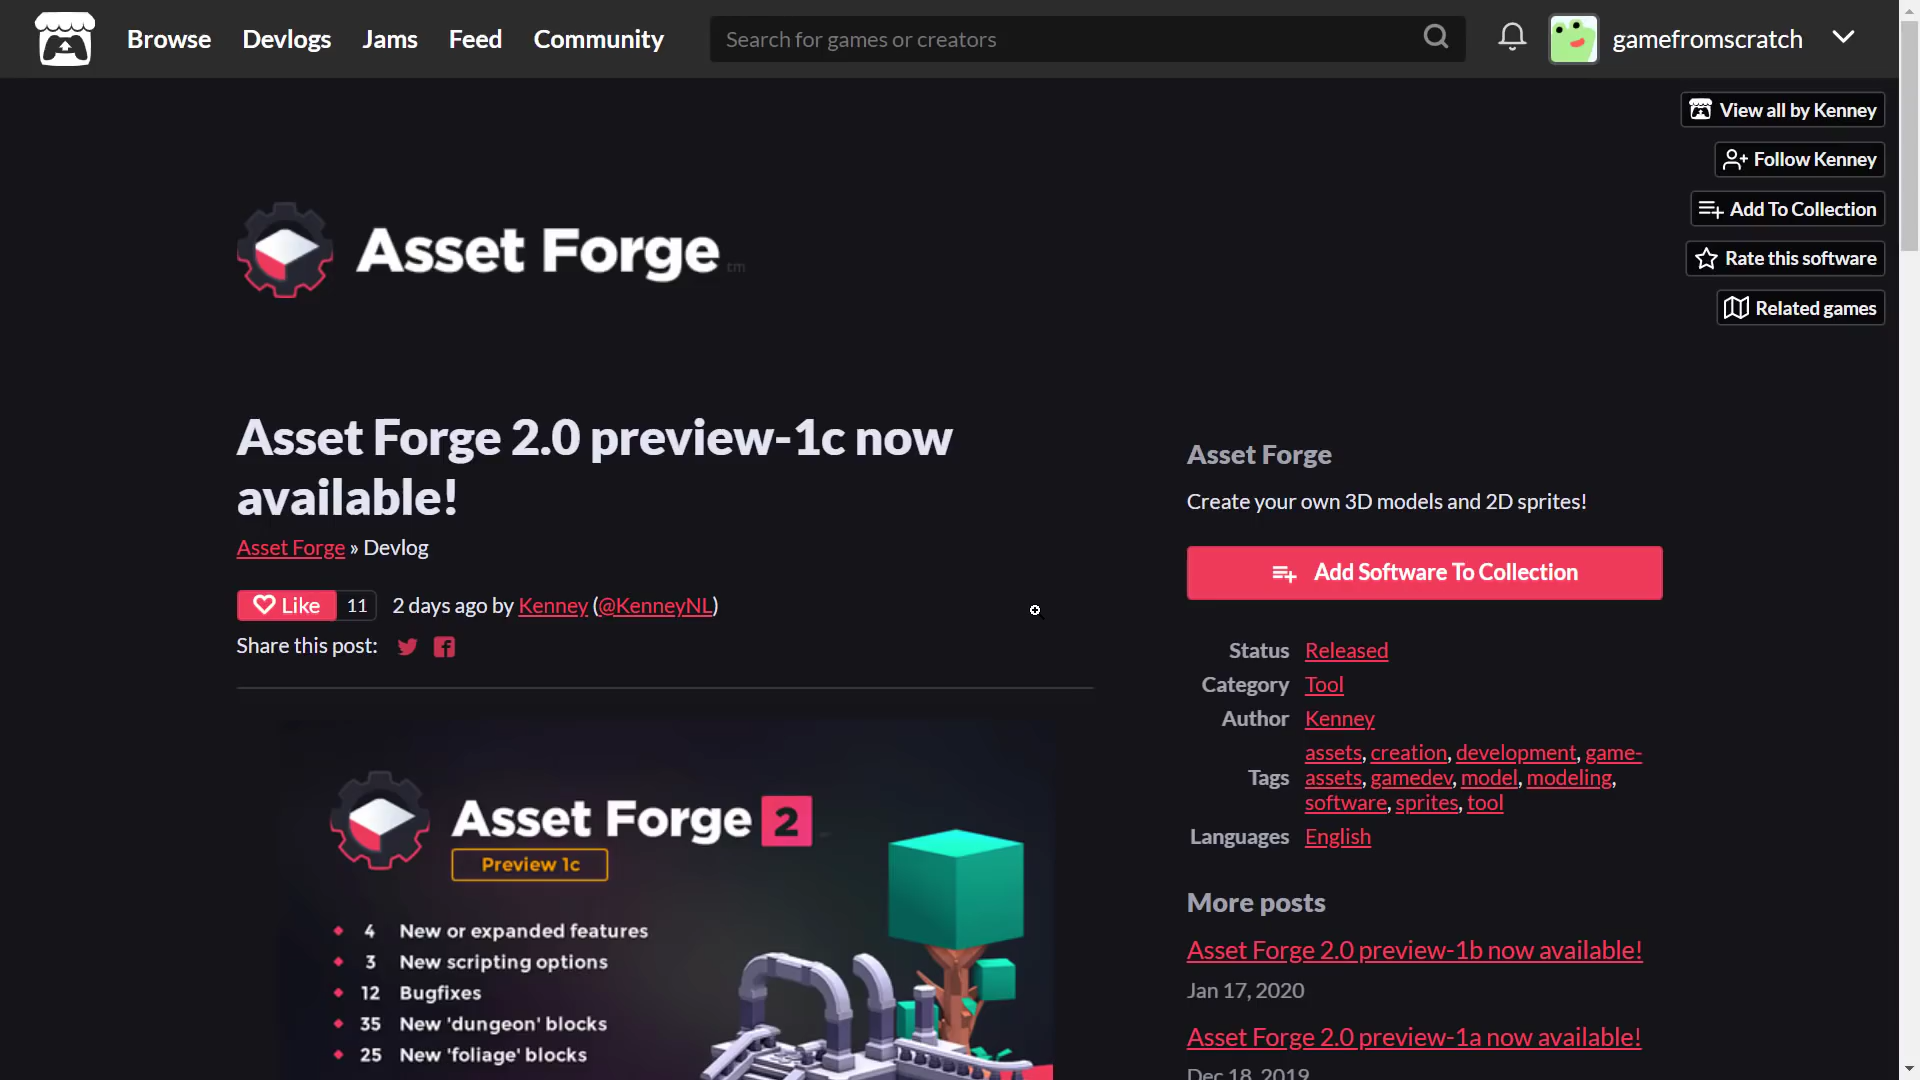 Browse Devlogs Jams Feed Community Search for games or creators gamefromscratch
View all by Kenney
Follow Kenney
Add To Collection
Rate this software
Related games
Asset Forge tm
Asset Forge 2.0 preview-1c now
available!
Asset Forge » Devlog
Like 11 2 days ago by Kenney (@KenneyNL)
Share this post:
Asset Forge 2
Preview 1c
4 New or expanded features
3 New scripting options
12 Bugfixes
35 New 'dungeon' blocks
25 New 'foliage' blocks
Asset Forge
Create your own 3D models and 2D sprites!
Add Software To Collection
Status Released
Category Tool
Author Kenney
assets, creation, development, game-
Tags assets, gamedev, model, modeling,
software, sprites, tool
Languages English
More posts
Asset Forge 2.0 preview-1b now available!
Jan 17, 2020
Asset Forge 2.0 preview-1a now available!
Dec 18, 2019